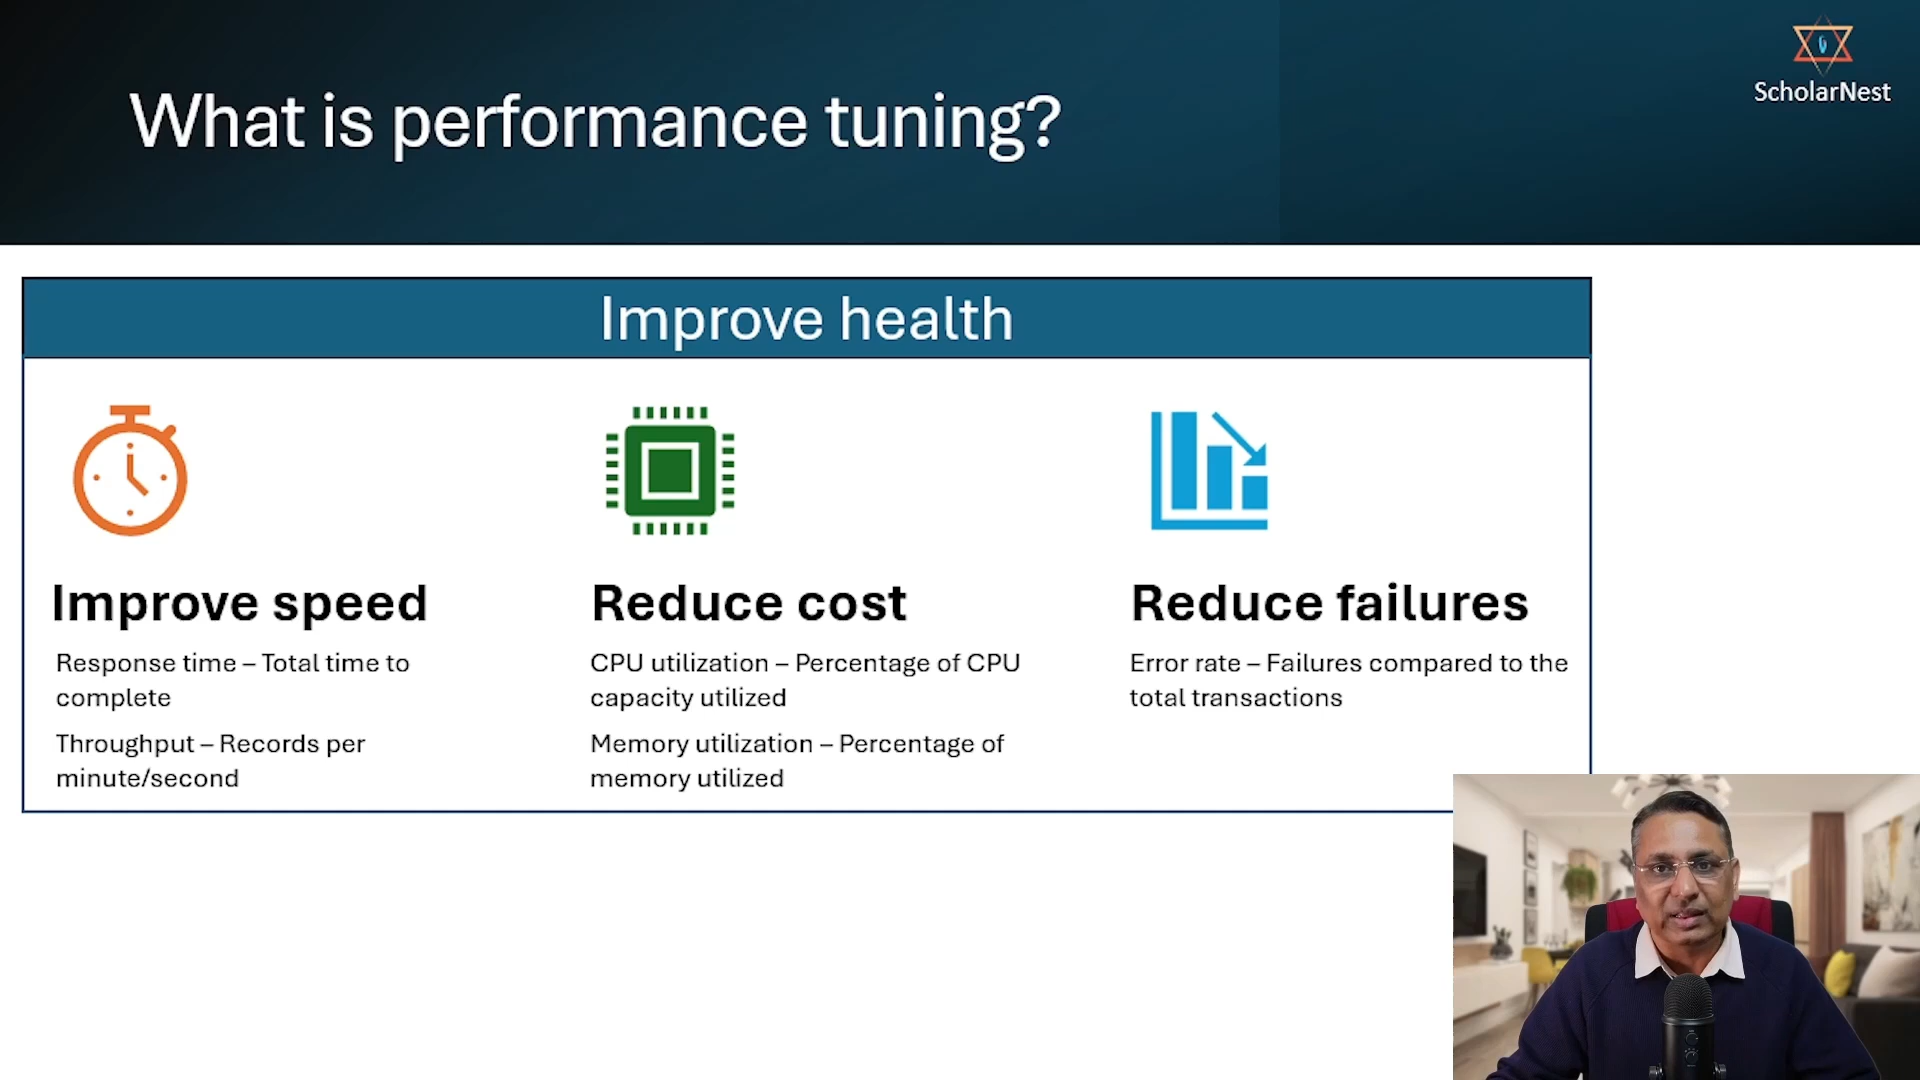 What is performance tuning?
ScholarNest
Improve health
Improve speed
Response time – Total time to
complete
Throughput – Records per
minute/second
Reduce cost
CPU utilization – Percentage of CPU
capacity utilized
Memory utilization – Percentage of
memory utilized
Reduce failures
Error rate – Failures compared to the
total transactions